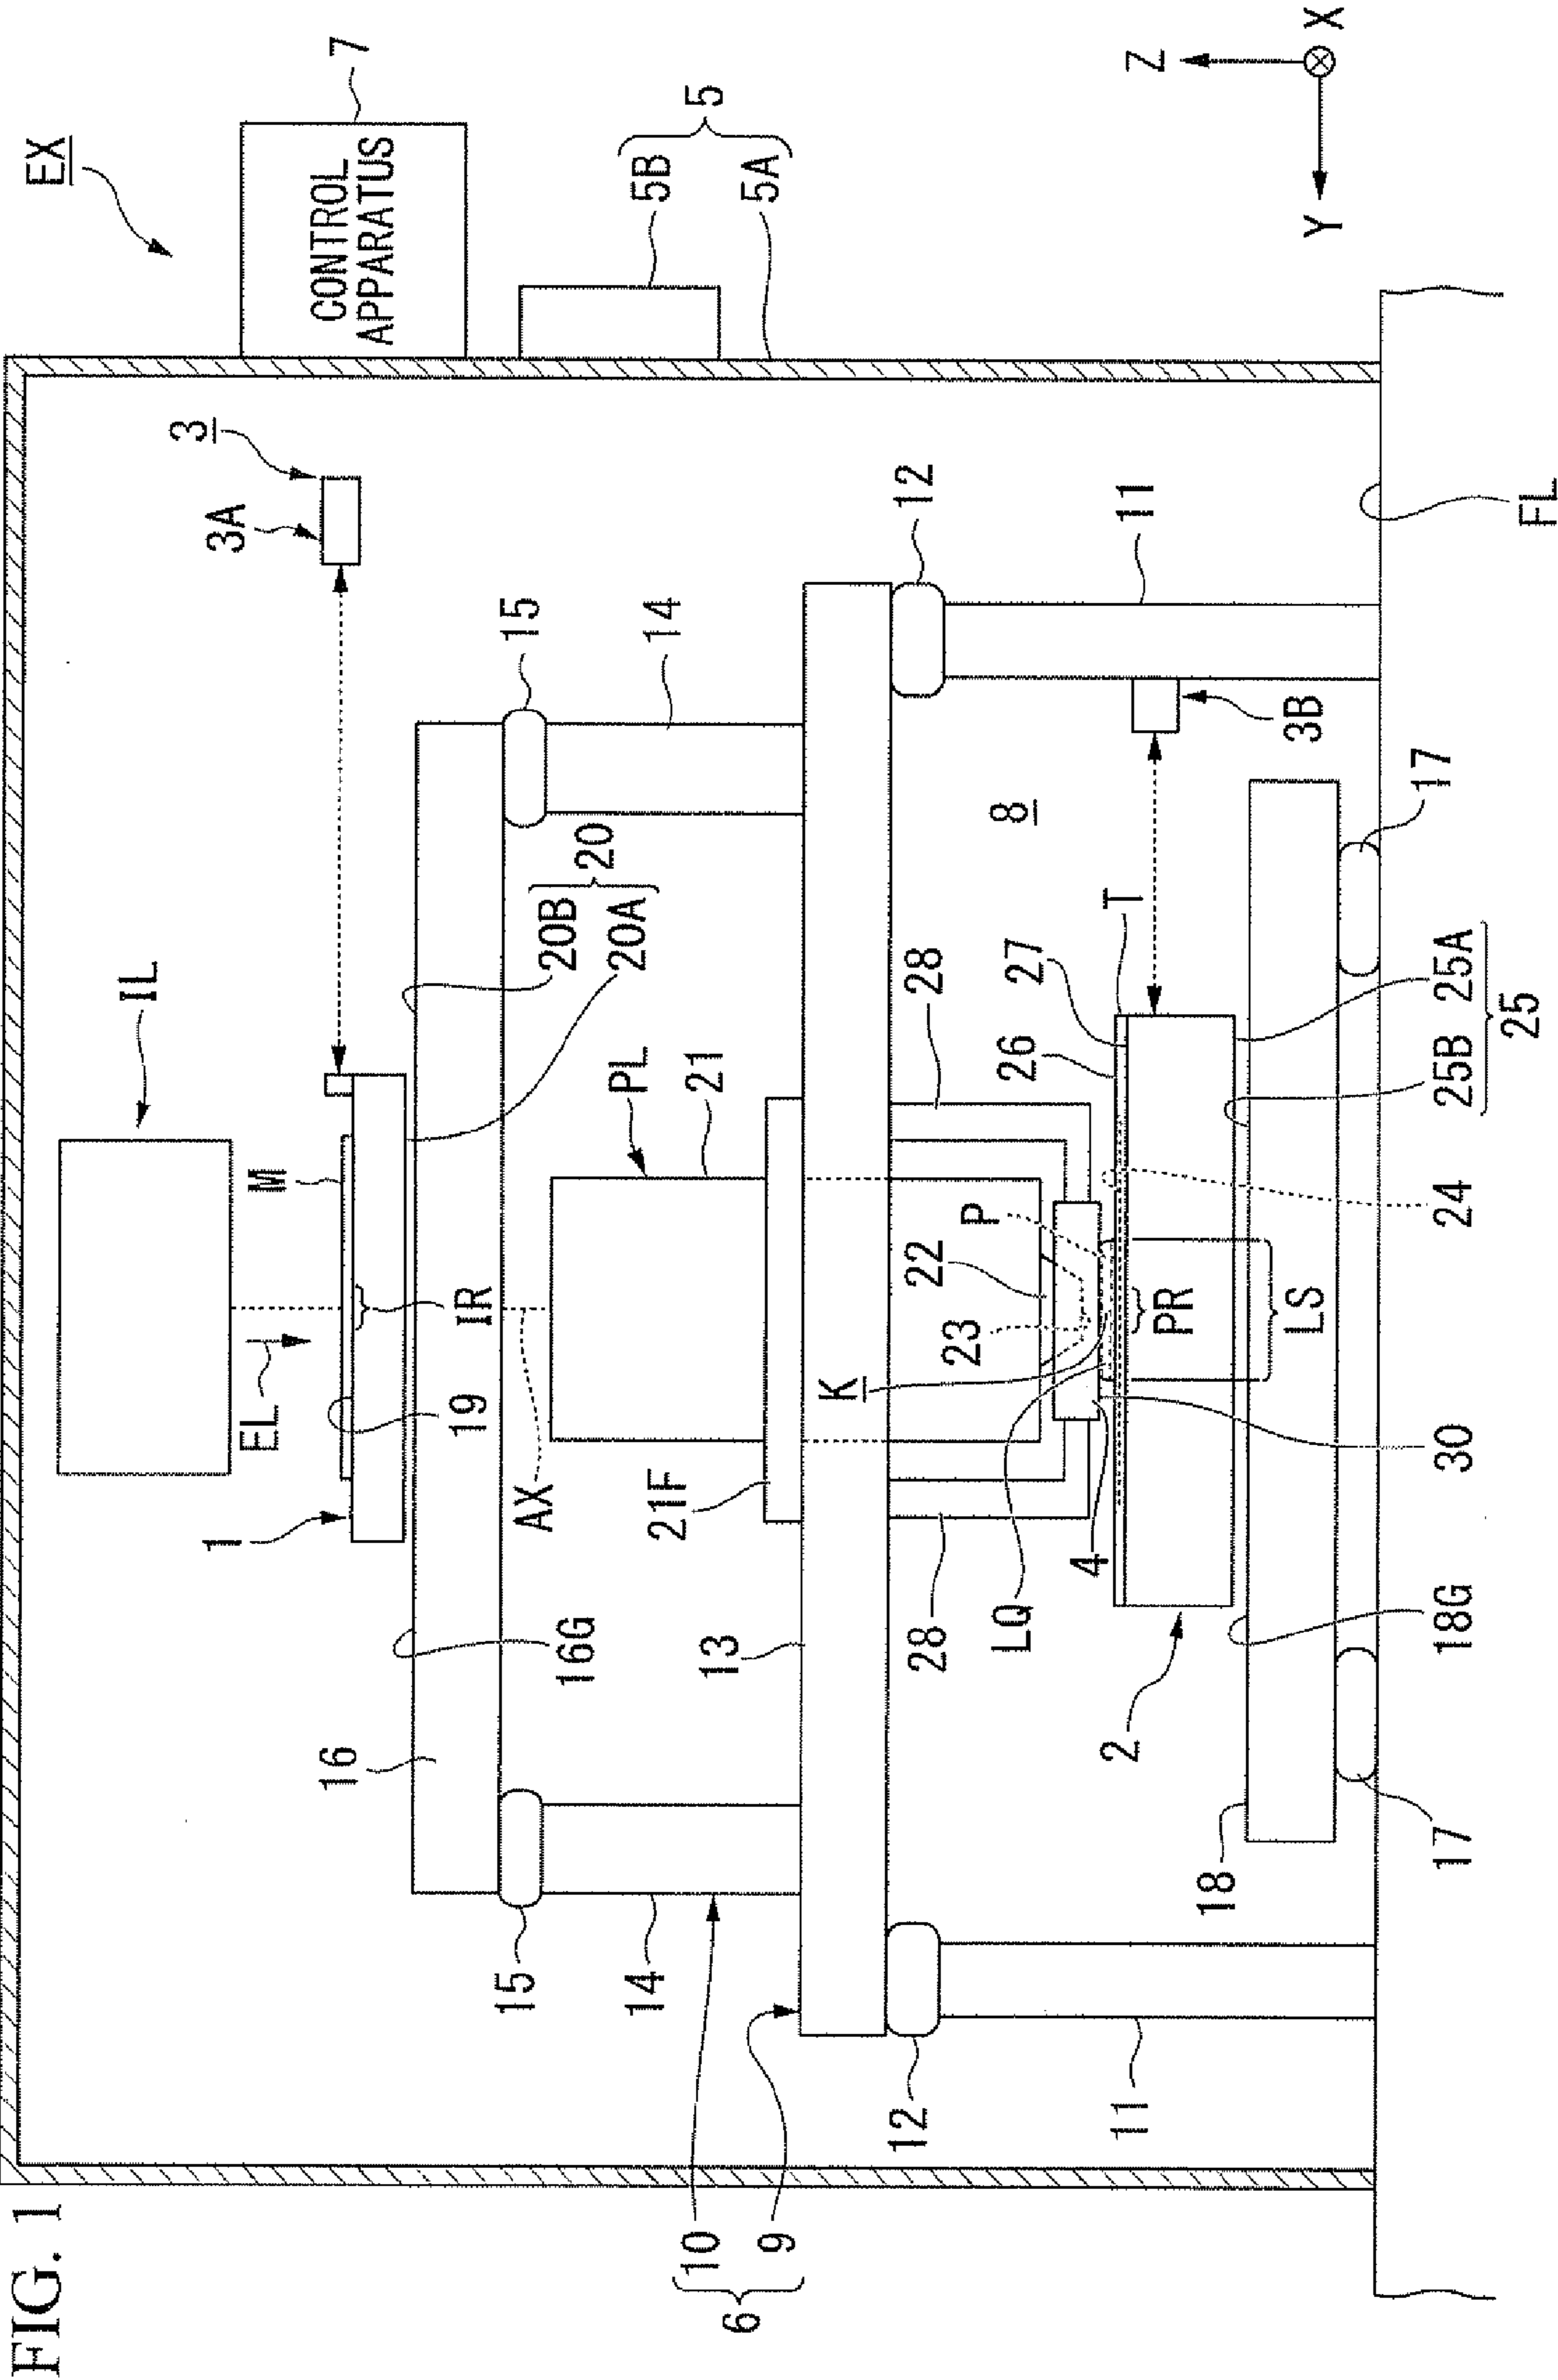 FIG. 1
EX
7
CONTROL
APPARATUS
IL
3
3A
5B
5
5A
EL
M
1
19
IR
20B
20
20A
15
14
16
16G
AX
PL
21
21F
12
11
15
14
13
K
22
23
P
28
8
26
27
T
3B
10
9
6
12
11
28
LQ
4
30
PR
LS
24
25B
25A
25
17
2
18
18G
17
FL
Z
Y
X